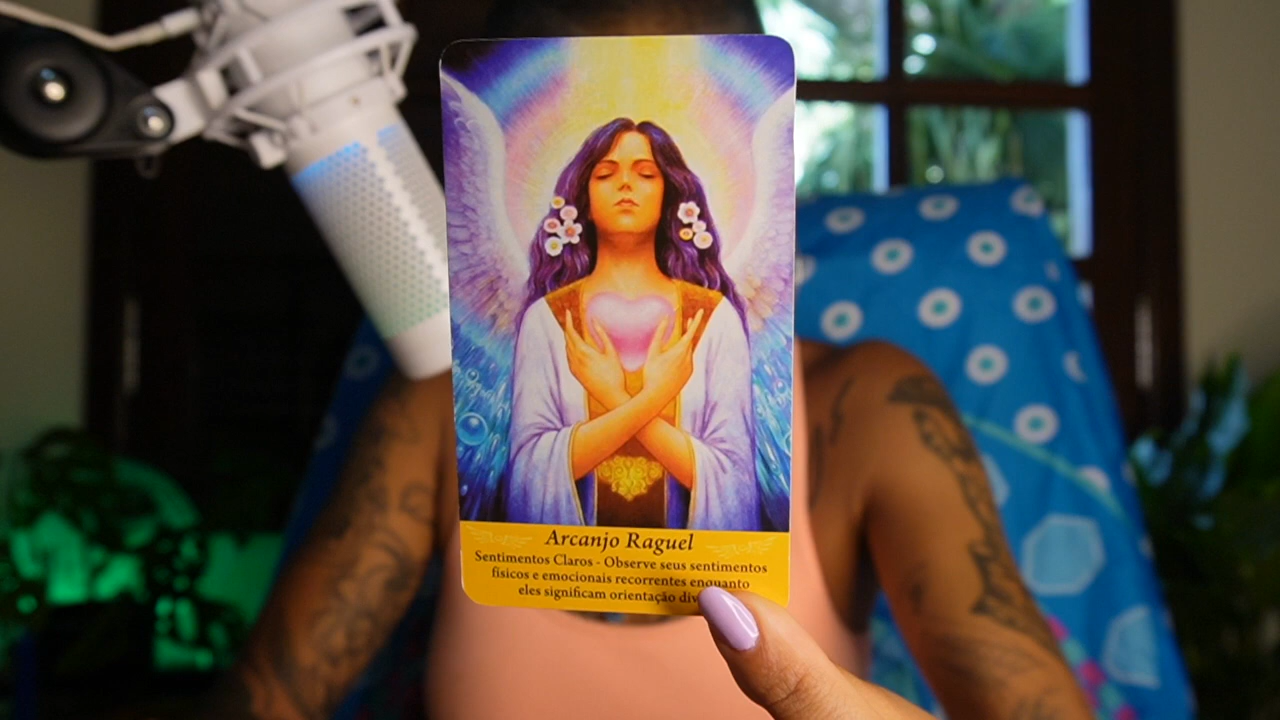 Arcanjo Raguel
Sentimentos Claros - Observe seus sentimentos
físicos e emocionais recorrentes enquanto
eles significam orientação